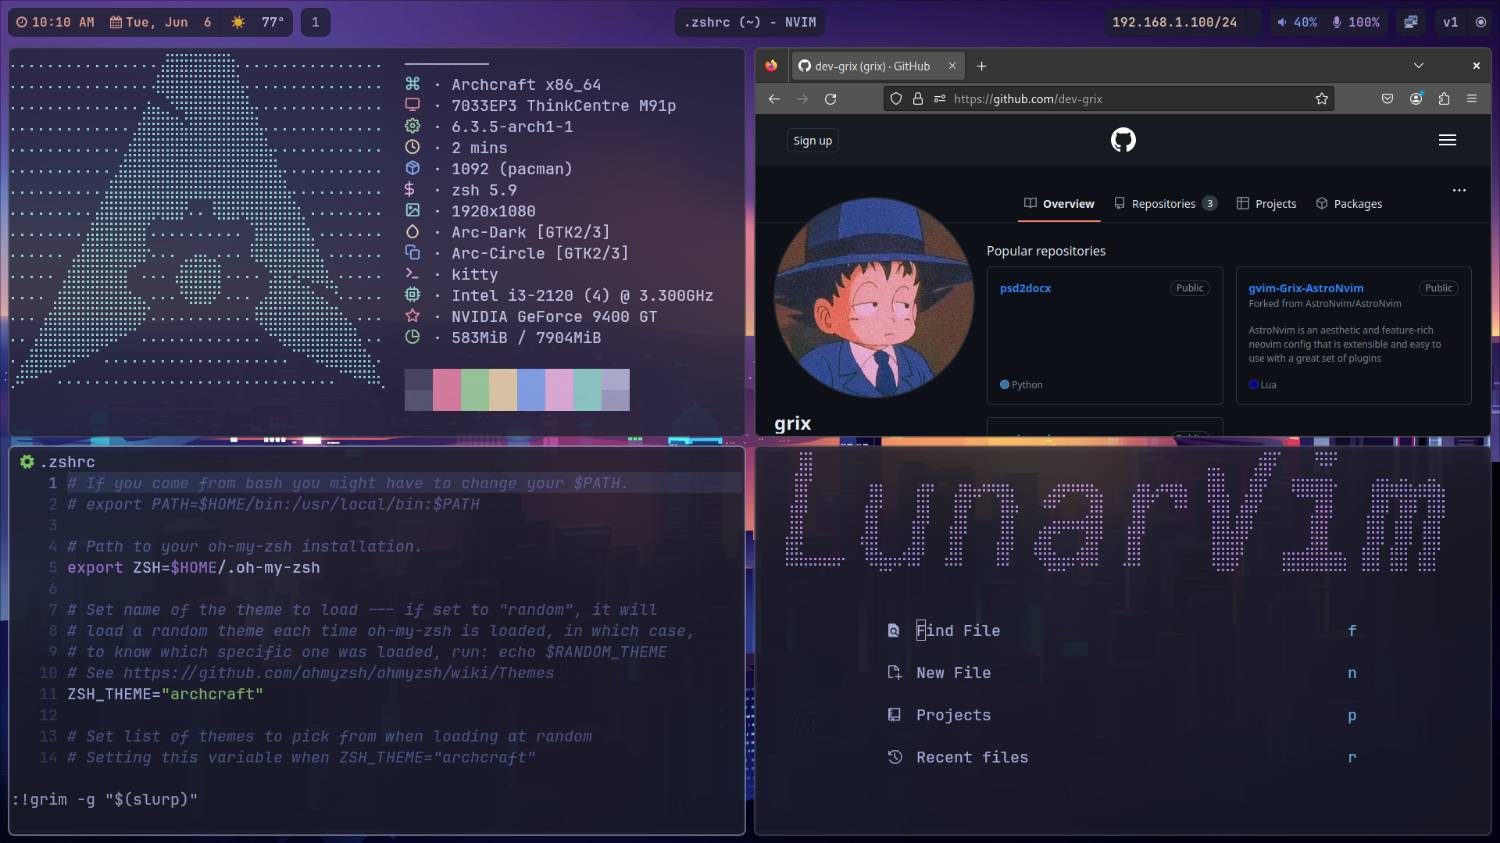 10:10 AM Tue, Jun 6 77° 1
.zshrc (~) - NVIM
192.168.1.100/24 40% 100% v1
· Archcraft x86_64
· 7033EP3 ThinkCentre M91p
· 6.3.5-arch1-1
· 2 mins
· 1092 (pacman)
· zsh 5.9
· 1920x1080
· Arc-Dark [GTK2/3]
· Arc-Circle [GTK2/3]
· kitty
· Intel i3-2120 (4) @ 3.300GHz
· NVIDIA GeForce 9400 GT
· 583MiB / 7904MiB
dev-grix (grix) · GitHub
https://github.com/dev-grix
Sign up
Overview Repositories 3 Projects Packages
Popular repositories
psd2docx Public
Python
gvim-Grix-AstroNvim Public
Forked from AstroNvim/AstroNvim
AstroNvim is an aesthetic and feature-rich
neovim config that is extensible and easy to
use with a great set of plugins
Lua
grix
.zshrc
1 # If you come from bash you might have to change your $PATH.
2 # export PATH=$HOME/bin:/usr/local/bin:$PATH
3
4 # Path to your oh-my-zsh installation.
5 export ZSH=$HOME/.oh-my-zsh
6
7 # Set name of the theme to load --- if set to "random", it will
8 # load a random theme each time oh-my-zsh is loaded, in which case,
9 # to know which specific one was loaded, run: echo $RANDOM_THEME
10 # See https://github.com/ohmyzsh/ohmyzsh/wiki/Themes
11 ZSH_THEME="archcraft"
12
13 # Set list of themes to pick from when loading at random
14 # Setting this variable when ZSH_THEME="archcraft"
:!grim -g "$(slurp)"
LunarVim
Find File f
New File n
Projects p
Recent files r